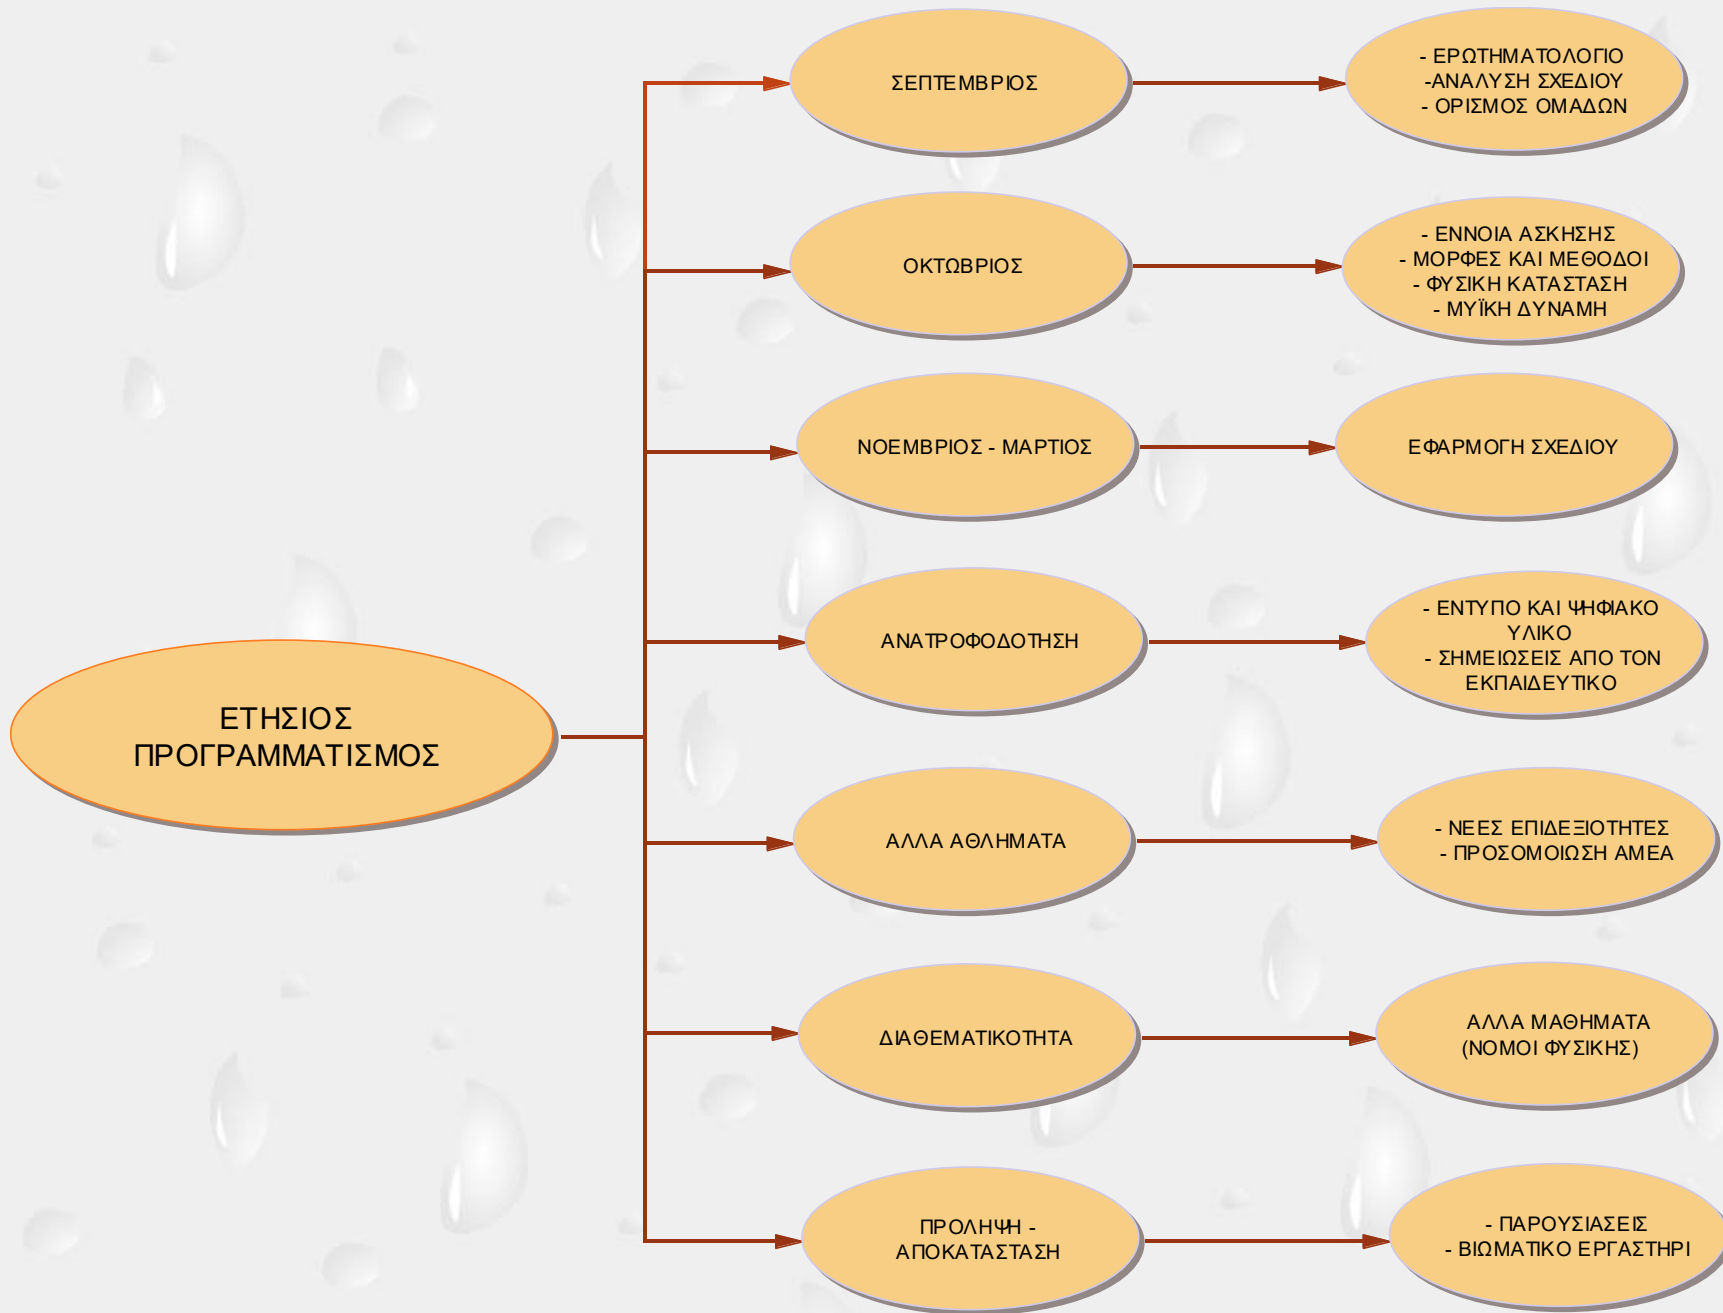 ΣΕΠΤΕΜΒΡΙΟΣ
- ΕΡΩΤΗΜΑΤΟΛΟΓΙΟ
-ΑΝΑΛΥΣΗ ΣΧΕΔΙΟΥ
- ΟΡΙΣΜΟΣ ΟΜΑΔΩΝ
ΟΚΤΩΒΡΙΟΣ
- ΕΝΝΟΙΑ ΑΣΚΗΣΗΣ
- ΜΟΡΦΕΣ ΚΑΙ ΜΕΘΟΔΟΙ
- ΦΥΣΙΚΗ ΚΑΤΑΣΤΑΣΗ
- ΜΥΪΚΗ ΔΥΝΑΜΗ
ΝΟΕΜΒΡΙΟΣ - ΜΑΡΤΙΟΣ
ΕΦΑΡΜΟΓΗ ΣΧΕΔΙΟΥ
ΑΝΑΤΡΟΦΟΔΟΤΗΣΗ
- ΕΝΤΥΠΟ ΚΑΙ ΨΗΦΙΑΚΟ
ΥΛΙΚΟ
- ΣΗΜΕΙΩΣΕΙΣ ΑΠΟ ΤΟΝ
ΕΚΠΑΙΔΕΥΤΙΚΟ
ΕΤΗΣΙΟΣ
ΠΡΟΓΡΑΜΜΑΤΙΣΜΟΣ
ΑΛΛΑ ΑΘΛΗΜΑΤΑ
- ΝΕΕΣ ΕΠΙΔΕΞΙΟΤΗΤΕΣ
- ΠΡΟΣΟΜΟΙΩΣΗ ΑΜΕΑ
ΔΙΑΘΕΜΑΤΙΚΟΤΗΤΑ
ΑΛΛΑ ΜΑΘΗΜΑΤΑ
(ΝΟΜΟΙ ΦΥΣΙΚΗΣ)
ΠΡΟΛΗΨΗ -
ΑΠΟΚΑΤΑΣΤΑΣΗ
- ΠΑΡΟΥΣΙΑΣΕΙΣ
- ΒΙΩΜΑΤΙΚΟ ΕΡΓΑΣΤΗΡΙ